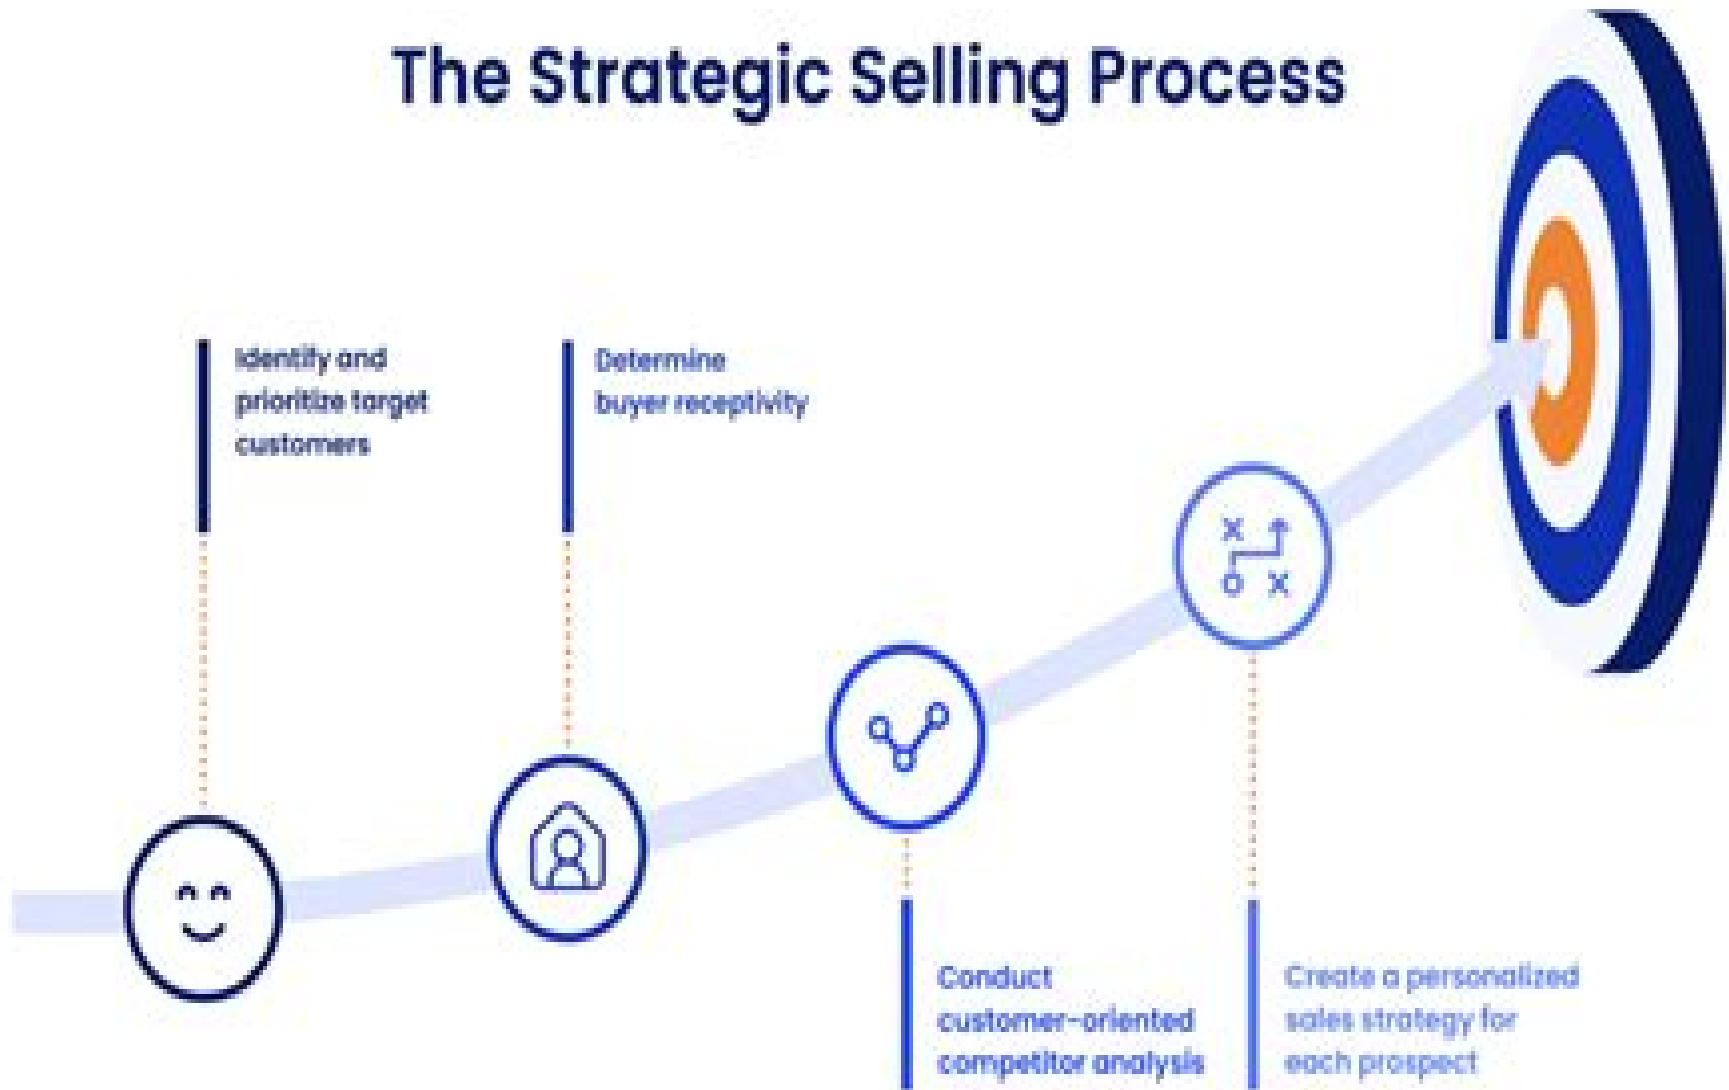 The Strategic Selling Process
Identify and
prioritize target
customers
Determine
buyer receptivity
Conduct
customer-oriented
competitor analysis
Create a personalized
sales strategy for
each prospect